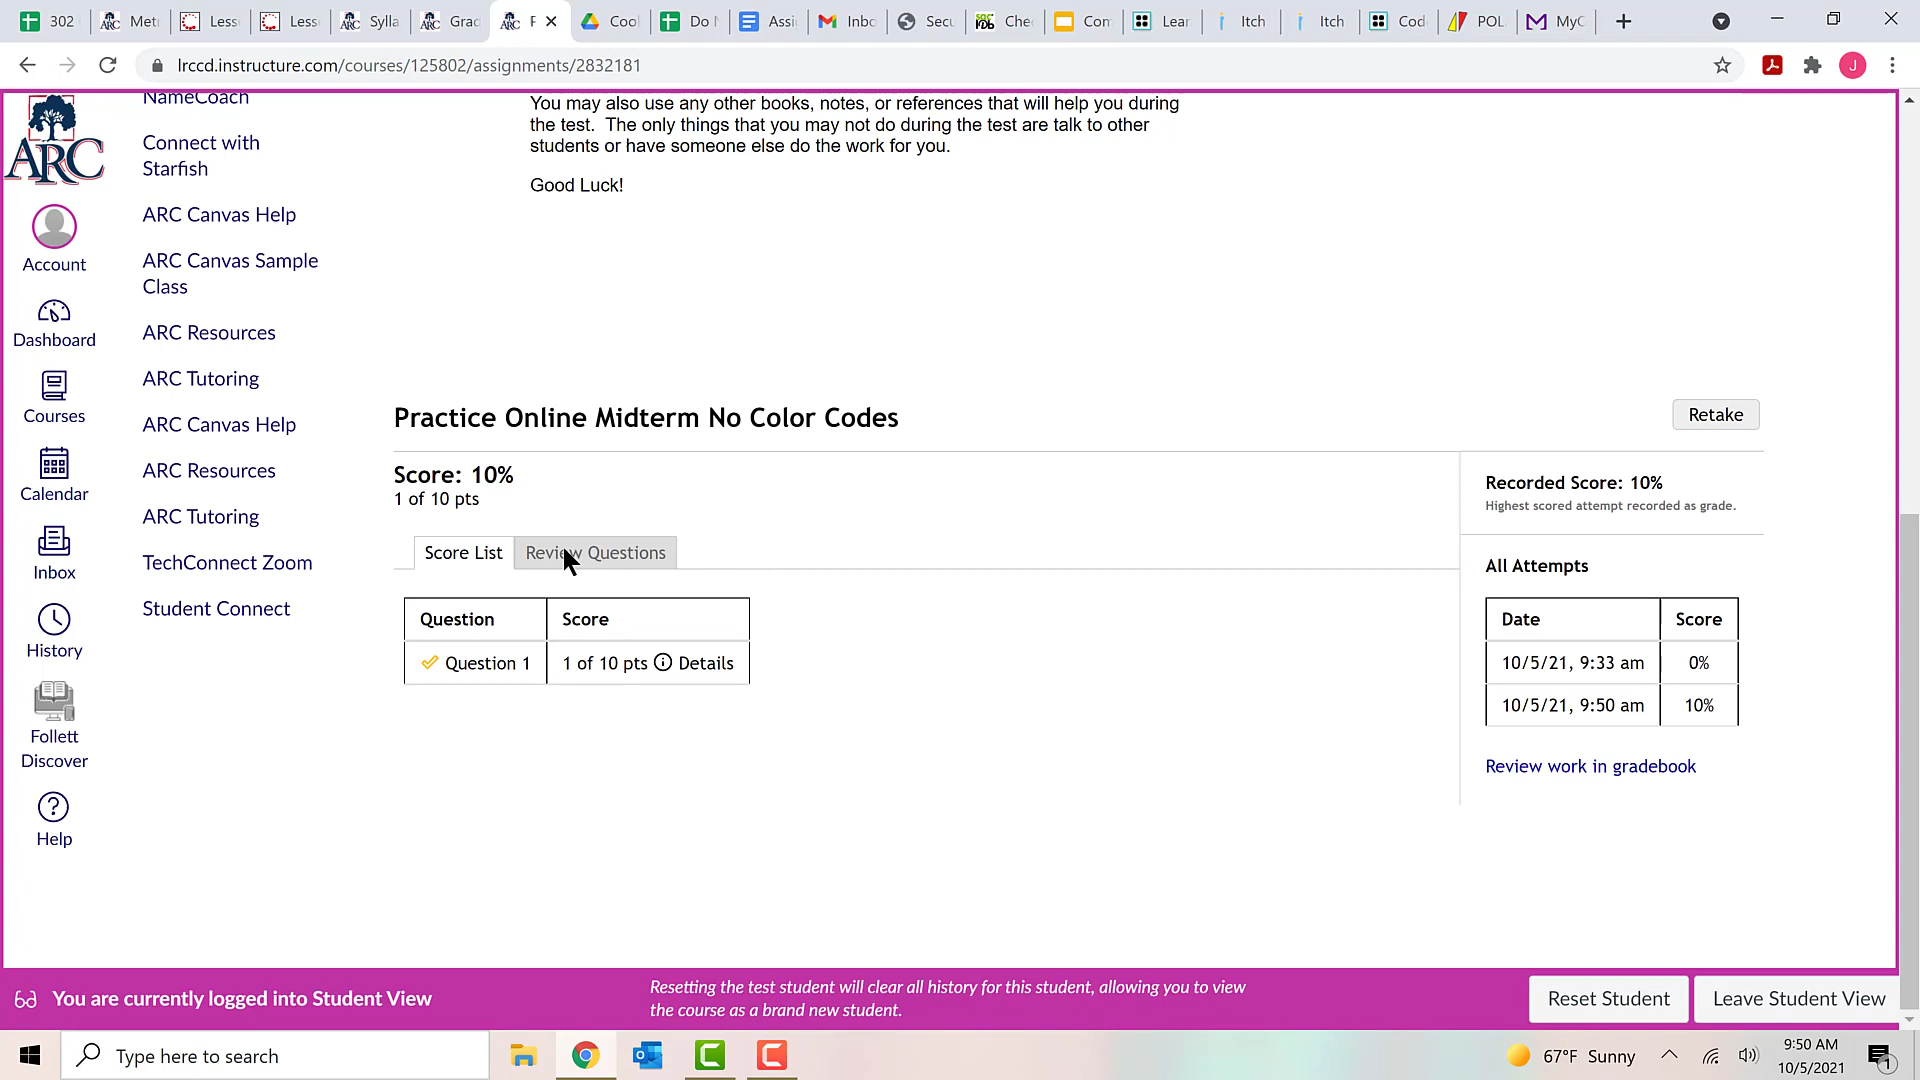 302
Met
Less
Less
Sylla
Grad
F
Cool
Do N
Assi
Inbo
Secu
Che
Con
Lear
Itch
Itch
Cod
POL
MyC
lrccd.instructure.com/courses/125802/assignments/2832181
J
ARC
Account
Dashboard
Courses
Calendar
Inbox
History
Follett
Discover
Help
NameCoach
Connect with
Starfish
ARC Canvas Help
ARC Canvas Sample
Class
ARC Resources
ARC Tutoring
ARC Canvas Help
ARC Resources
ARC Tutoring
TechConnect Zoom
Student Connect
You may also use any other books, notes, or references that will help you during
the test.  The only things that you may not do during the test are talk to other
students or have someone else do the work for you.
Good Luck!
Practice Online Midterm No Color Codes
Retake
Score: 10%
1 of 10 pts
Score List
Review Questions
Question Score
Question 1 1 of 10 pts Details
Recorded Score: 10%
Highest scored attempt recorded as grade.
All Attempts
Date Score
10/5/21, 9:33 am 0%
10/5/21, 9:50 am 10%
Review work in gradebook
You are currently logged into Student View
Resetting the test student will clear all history for this student, allowing you to view
the course as a brand new student.
Reset Student
Leave Student View
Type here to search
67°F Sunny
9:50 AM
10/5/2021
1